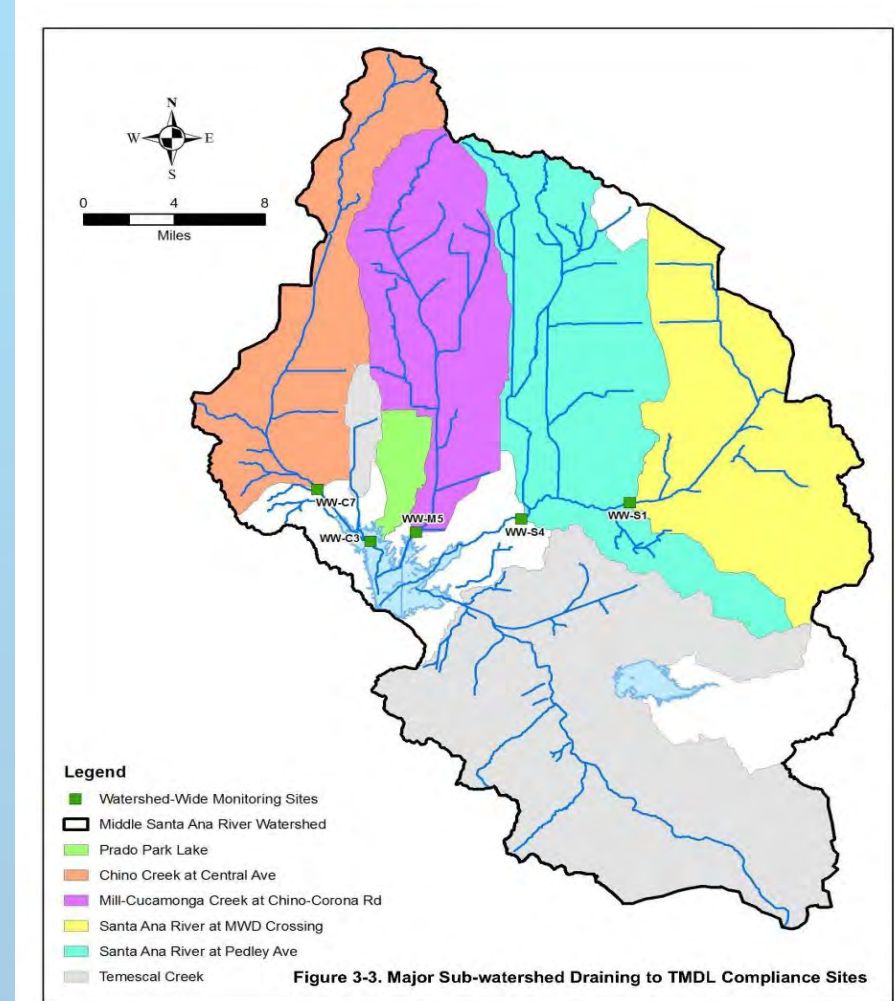 N
W E
S
0 4 8
Miles
WW-C7
WW-M5
WW-C3
WW-S4
WW-S1
Legend
Watershed-Wide Monitoring Sites
Middle Santa Ana River Watershed
Prado Park Lake
Chino Creek at Central Ave
Mill-Cucamonga Creek at Chino-Corona Rd
Santa Ana River at MWD Crossing
Santa Ana River at Pedley Ave
Temescal Creek
Figure 3-3. Major Sub-watershed Draining to TMDL Compliance Sites